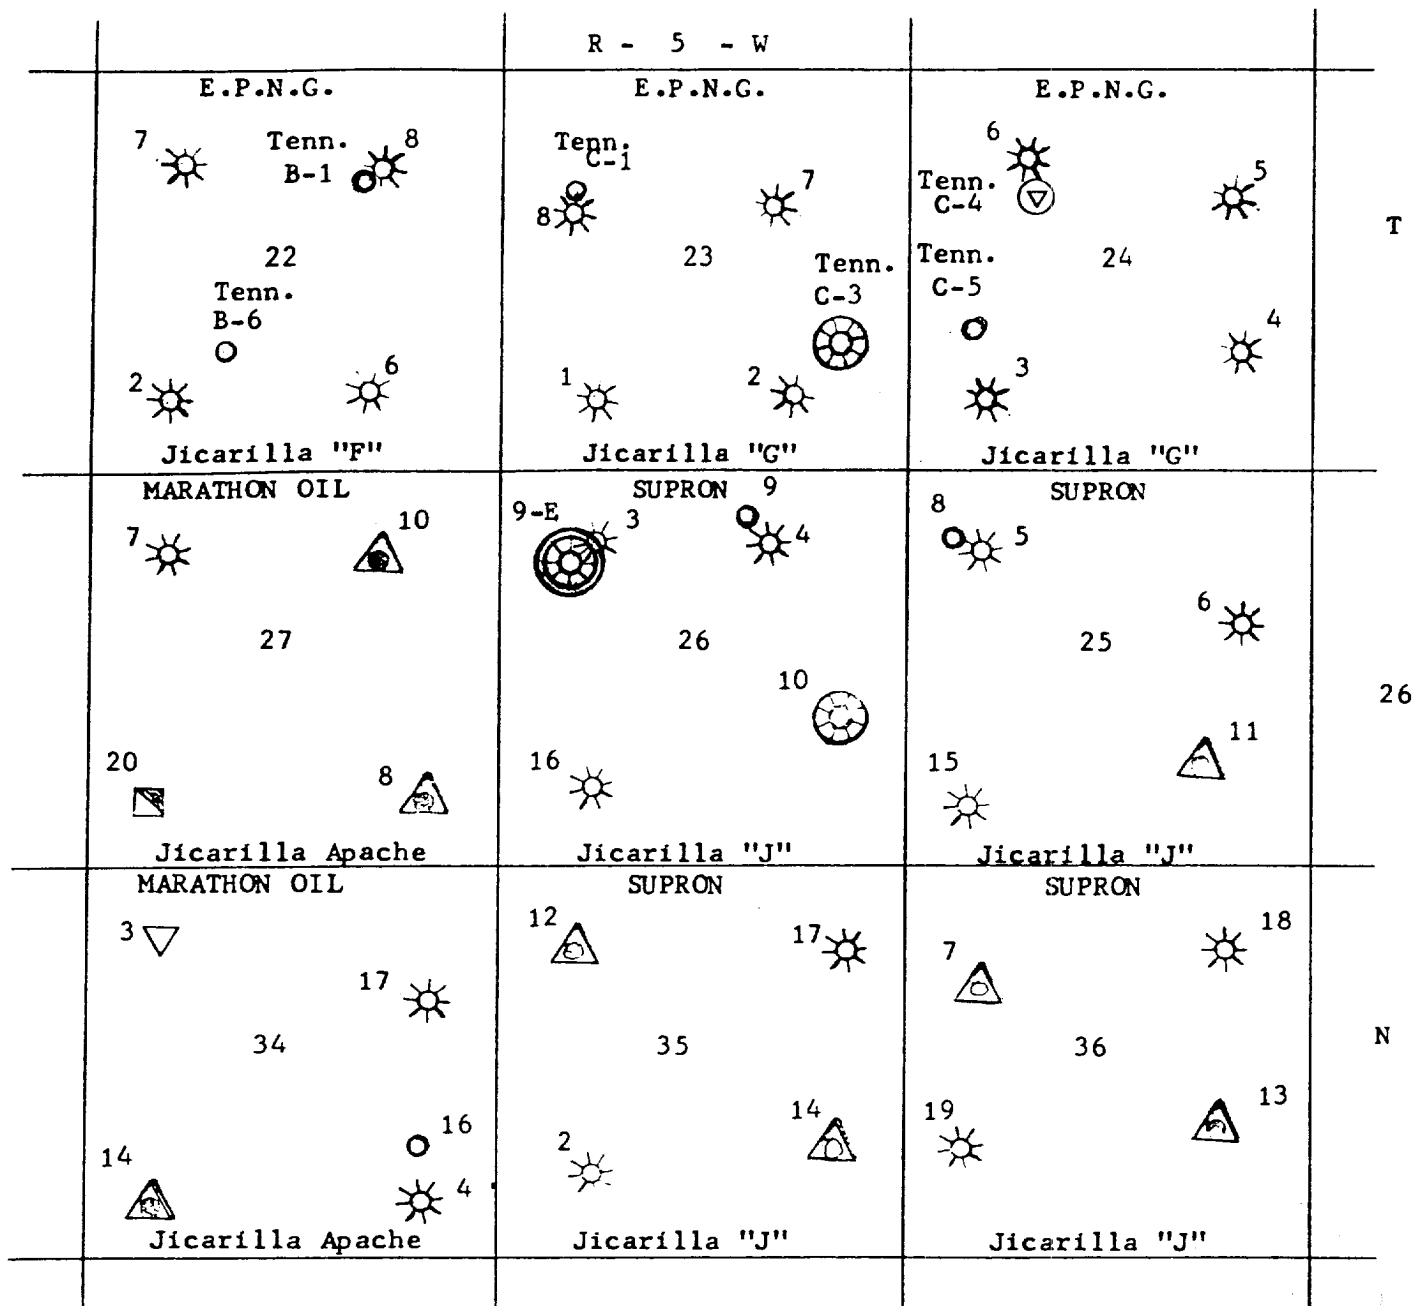 R - 5 - W
E.P.N.G.
E.P.N.G.
E.P.N.G.
7
Tenn.
B-1
8
22
Tenn.
B-6
2
6
Jicarilla "F"
Tenn.
C-1
8
7
23
Tenn.
C-3
1
2
Jicarilla "G"
6
Tenn.
C-4
5
24
Tenn.
C-5
3
4
Jicarilla "G"
T
MARATHON OIL
7
10
27
20
8
Jicarilla Apache
SUPRON
9
9-E
3
4
26
10
16
Jicarilla "J"
SUPRON
8
5
6
25
11
15
Jicarilla "J"
26
MARATHON OIL
3
17
34
16
14
4
Jicarilla Apache
SUPRON
12
17
35
14
2
Jicarilla "J"
SUPRON
18
7
36
13
19
Jicarilla "J"
N